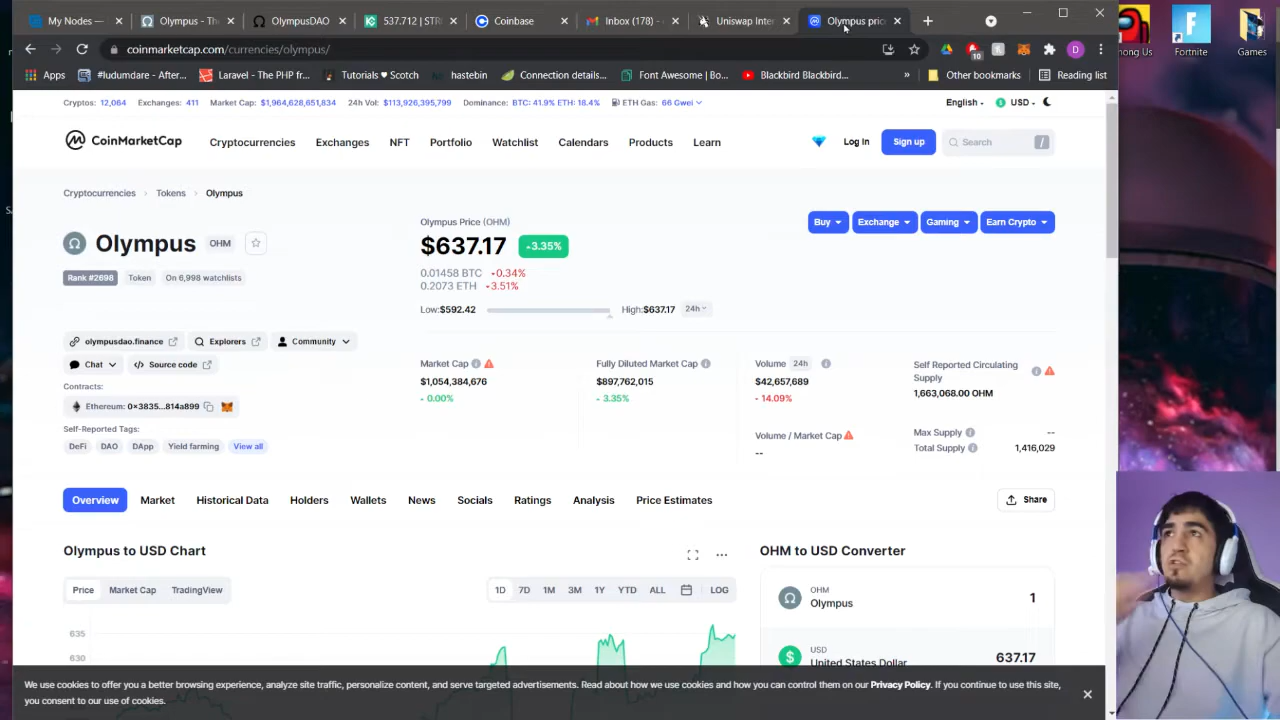 My Nodes —
Olympus - The
OlympusDAO
537.712 | STR
Coinbase
Inbox (178) -
Uniswap Inter
Olympus pric
coinmarketcap.com/currencies/olympus/
10
D
ong Us
Fortnite
Games
Apps
#ludumdare - After...
Laravel - The PHP fr...
Tutorials ♥ Scotch
hastebin
Connection details...
Font Awesome | Bo...
Blackbird Blackbird...
»
Other bookmarks
Reading list
Cryptos: 12,064 Exchanges: 411 Market Cap: $1,964,628,651,834 24h Vol: $113,926,395,799 Dominance: BTC: 41.9% ETH: 18.4% ETH Gas: 66 Gwei
English
USD
CoinMarketCap
Cryptocurrencies
Exchanges
NFT
Portfolio
Watchlist
Calendars
Products
Learn
Log In
Sign up
Search
/
Cryptocurrencies › Tokens › Olympus
Olympus OHM
Rank #2698
Token
On 6,998 watchlists
Olympus Price (OHM)
$637.17
3.35%
0.01458 BTC 0.34%
0.2073 ETH 3.51%
Low:$592.42
High:$637.17
24h
Buy
Exchange
Gaming
Earn Crypto
olympusdao.finance
Explorers
Community
Chat
Source code
Contracts:
Ethereum: 0x3835...814a899
Self-Reported Tags:
DeFi
DAO
DApp
Yield farming
View all
Market Cap
$1,054,384,676
0.00%
Fully Diluted Market Cap
$897,762,015
3.35%
Volume 24h
$42,657,689
14.09%
Volume / Market Cap
--
Self Reported Circulating
Supply
1,663,068.00 OHM
Max Supply --
Total Supply 1,416,029
Overview
Market
Historical Data
Holders
Wallets
News
Socials
Ratings
Analysis
Price Estimates
Share
Olympus to USD Chart
Price
Market Cap
TradingView
1D
7D
1M
3M
1Y
YTD
ALL
LOG
635
630
OHM to USD Converter
OHM
Olympus
1
USD
United States Dollar
637.17
We use cookies to offer you a better browsing experience, analyze site traffic, personalize content, and serve targeted advertisements. Read about how we use cookies and how you can control them on our Privacy Policy. If you continue to use this site,
you consent to our use of cookies.